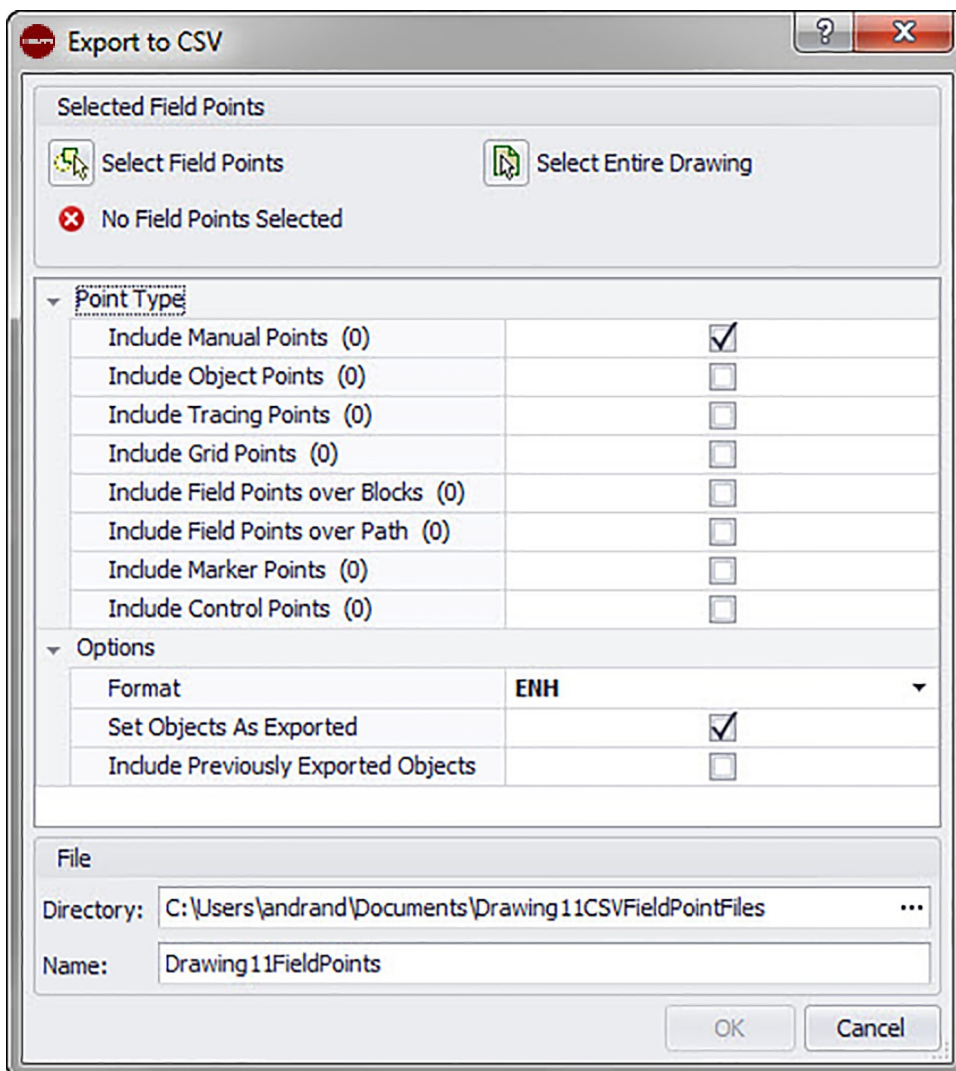 Export to CSV
Selected Field Points
Select Field Points
Select Entire Drawing
No Field Points Selected
Point Type
Include Manual Points (0)
Include Object Points (0)
Include Tracing Points (0)
Include Grid Points (0)
Include Field Points over Blocks (0)
Include Field Points over Path (0)
Include Marker Points (0)
Include Control Points (0)
Options
Format ENH
Set Objects As Exported
Include Previously Exported Objects
File
Directory: C:\Users\andrand\Documents\Drawing11CSVFieldPointFiles ...
Name: Drawing11FieldPoints
OK Cancel